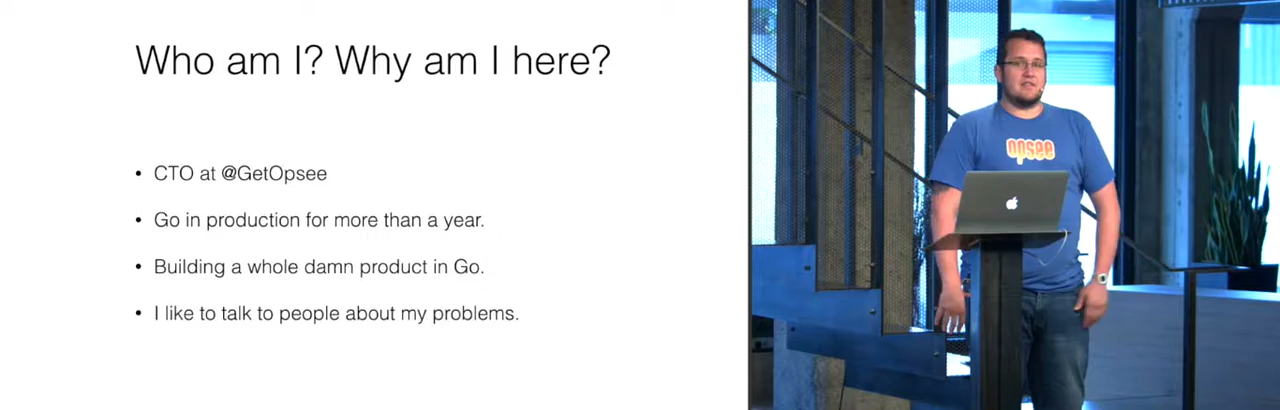 Who am I? Why am I here?
• CTO at @GetOpsee
• Go in production for more than a year.
• Building a whole damn product in Go.
• I like to talk to people about my problems.
opsee